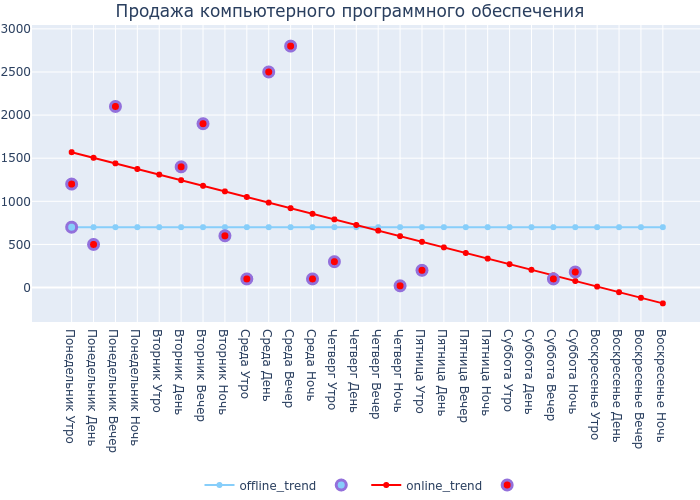 Продажа компьютерного программного обеспечения
3000
2500
2000
1500
1000
500
0
Понедельник Утро
Понедельник День
Понедельник Вечер
Понедельник Ночь
Вторник Утро
Вторник День
Вторник Вечер
Вторник Ночь
Среда Утро
Среда День
Среда Вечер
Среда Ночь
Четверг Утро
Четверг День
Четверг Вечер
Четверг Ночь
Пятница Утро
Пятница День
Пятница Вечер
Пятница Ночь
Суббота Утро
Суббота День
Суббота Вечер
Суббота Ночь
Воскресенье Утро
Воскресенье День
Воскресенье Вечер
Воскресенье Ночь
offline_trend online_trend